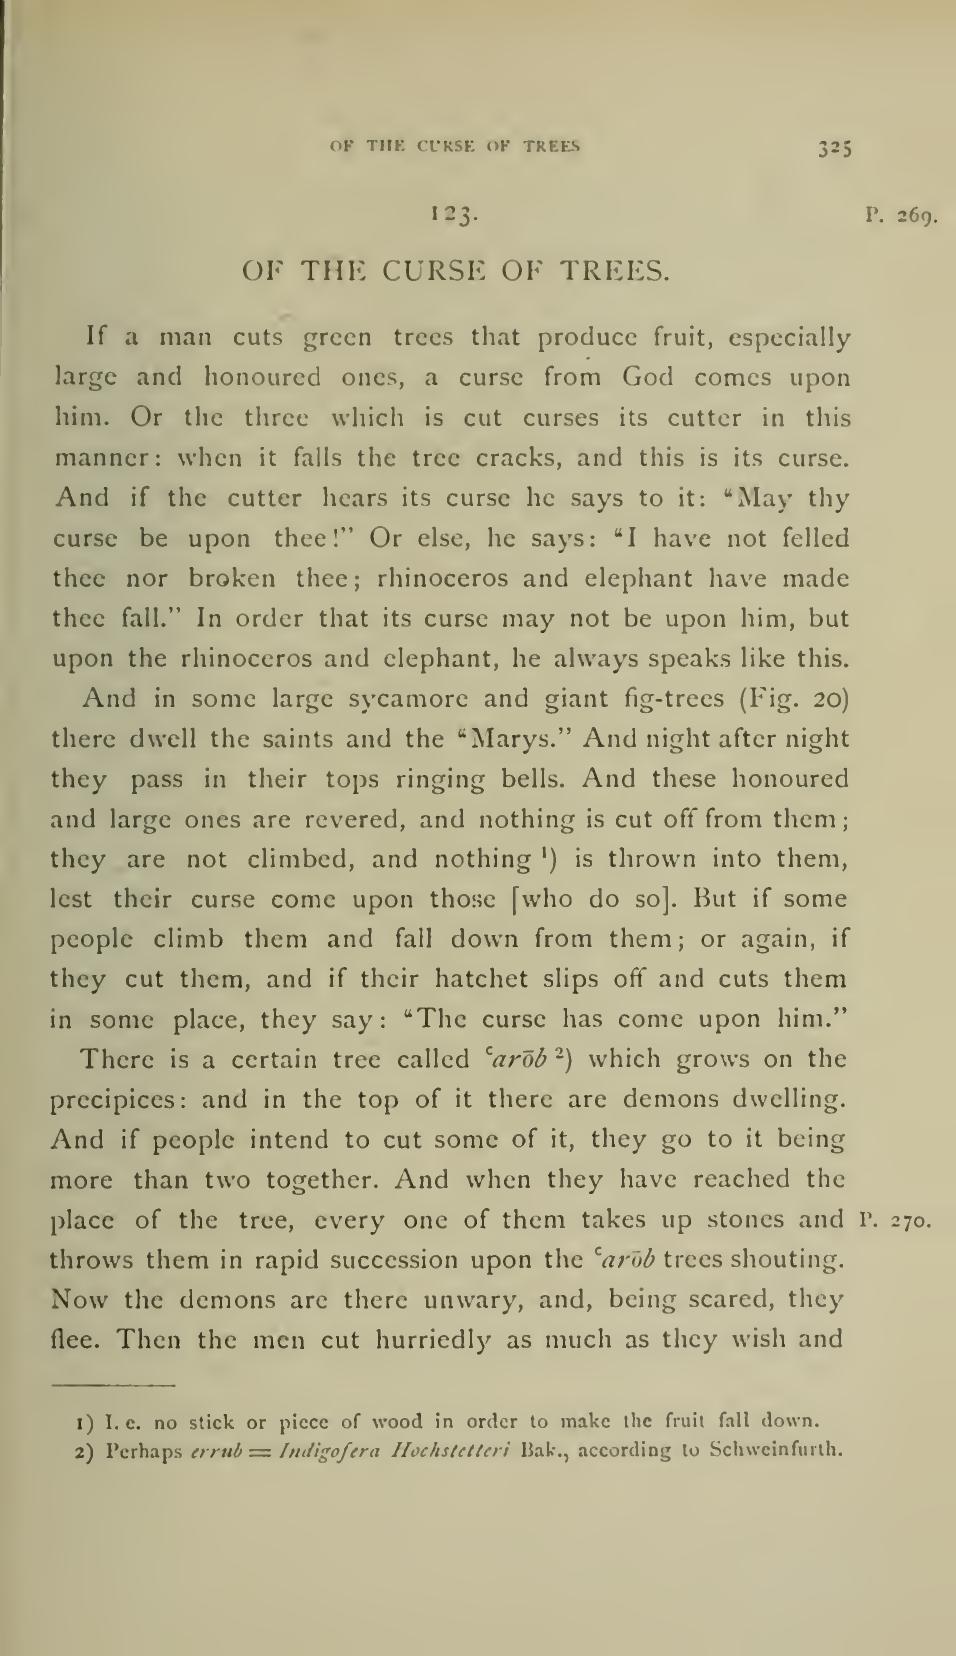 OF THE CURSE OF TREES 325
123. P. 269.
OF THE CURSE OF TREES.
If a man cuts green trees that produce fruit, especially
large and honoured ones, a curse from God comes upon
him. Or the three which is cut curses its cutter in this
manner: when it falls the tree cracks, and this is its curse.
And if the cutter hears its curse he says to it: “May thy
curse be upon thee!” Or else, he says: “I have not felled
thee nor broken thee; rhinoceros and elephant have made
thee fall.” In order that its curse may not be upon him, but
upon the rhinoceros and elephant, he always speaks like this.
And in some large sycamore and giant fig-trees (Fig. 20)
there dwell the saints and the “Marys.” And night after night
they pass in their tops ringing bells. And these honoured
and large ones are revered, and nothing is cut off from them;
they are not climbed, and nothing ¹) is thrown into them,
lest their curse come upon those [who do so]. But if some
people climb them and fall down from them; or again, if
they cut them, and if their hatchet slips off and cuts them
in some place, they say: “The curse has come upon him.”
There is a certain tree called ʿarōb ²) which grows on the
precipices: and in the top of it there are demons dwelling.
And if people intend to cut some of it, they go to it being
more than two together. And when they have reached the
place of the tree, every one of them takes up stones and P. 270.
throws them in rapid succession upon the ʿarōb trees shouting.
Now the demons are there unwary, and, being scared, they
flee. Then the men cut hurriedly as much as they wish and
1) I. e. no stick or piece of wood in order to make the fruit fall down.
2) Perhaps errub = Indigofera Hochstetteri Bak., according to Schweinfurth.